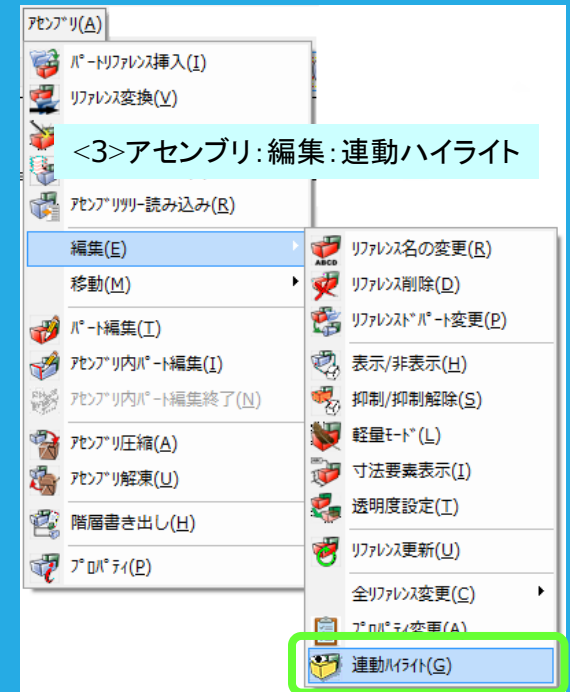 ｱｾﾝﾌﾞﾘ(A)
ﾊﾟｰﾄﾘﾌｧﾚﾝｽ挿入(I)
ﾘﾌｧﾚﾝｽ変換(V)
<3>アセンブリ:編集:連動ハイライト
ｱｾﾝﾌﾞﾘﾂﾘｰ読み込み(R)
編集(E)
移動(M)
ﾊﾟｰﾄ編集(T)
ｱｾﾝﾌﾞﾘ内ﾊﾟｰﾄ編集(I)
ｱｾﾝﾌﾞﾘ内ﾊﾟｰﾄ編集終了(N)
ｱｾﾝﾌﾞﾘ圧縮(A)
ｱｾﾝﾌﾞﾘ解凍(U)
階層書き出し(H)
ﾌﾟﾛﾊﾟﾃｨ(P)
ABCD
ﾘﾌｧﾚﾝｽ名の変更(R)
ﾘﾌｧﾚﾝｽ削除(D)
ﾘﾌｧﾚﾝｽﾄﾞﾊﾟｰﾄ変更(P)
表示/非表示(H)
抑制/抑制解除(S)
軽量ﾓｰﾄﾞ(L)
寸法要素表示(I)
透明度設定(T)
ﾘﾌｧﾚﾝｽ更新(U)
全ﾘﾌｧﾚﾝｽ変更(C)
ﾌﾟﾛﾊﾟﾃｨ変更(A)
連動ﾊｲﾗｲﾄ(G)